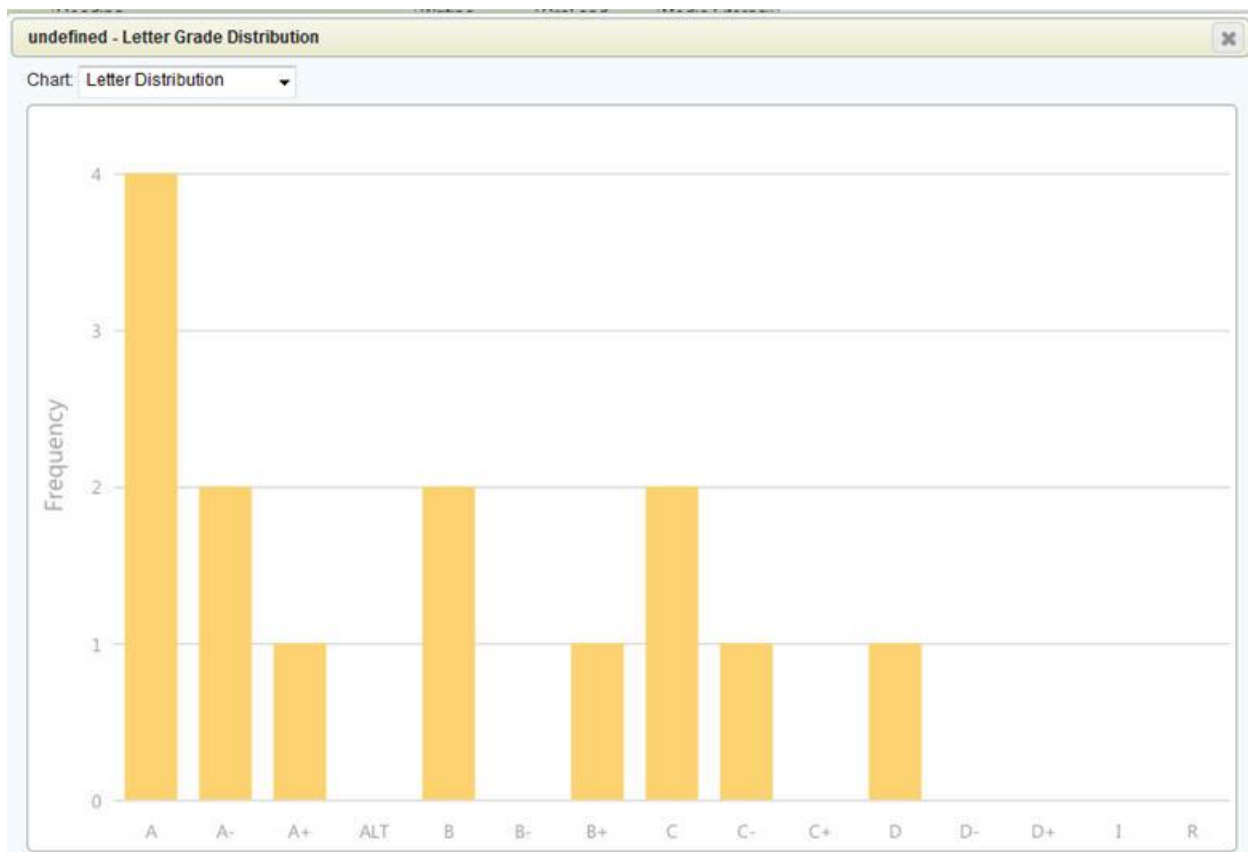 undefined - Letter Grade Distribution
Chart: Letter Distribution
4
3
2
1
0
Frequency
A A- A+ ALT B B- B+ C C- C+ D D- D+ I R